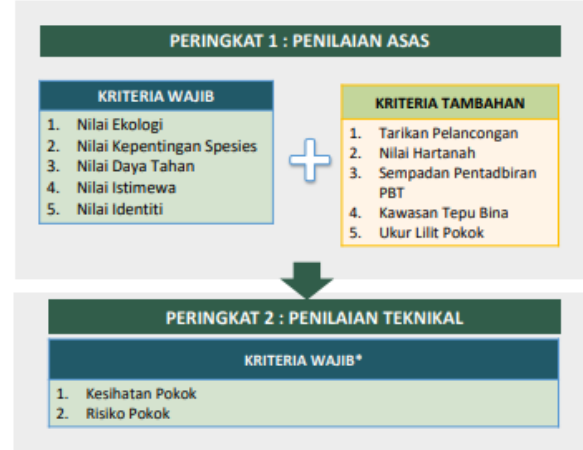 PERINGKAT 1 : PENILAIAN ASAS
KRITERIA WAJIB
1. Nilai Ekologi
2. Nilai Kepentingan Spesies
3. Nilai Daya Tahan
4. Nilai Istimewa
5. Nilai Identiti
KRITERIA TAMBAHAN
1. Tarikan Pelancongan
2. Nilai Hartanah
3. Sempadan Pentadbiran
PBT
4. Kawasan Tepu Bina
5. Ukur Lilit Pokok
PERINGKAT 2 : PENILAIAN TEKNIKAL
KRITERIA WAJIB*
1. Kesihatan Pokok
2. Risiko Pokok